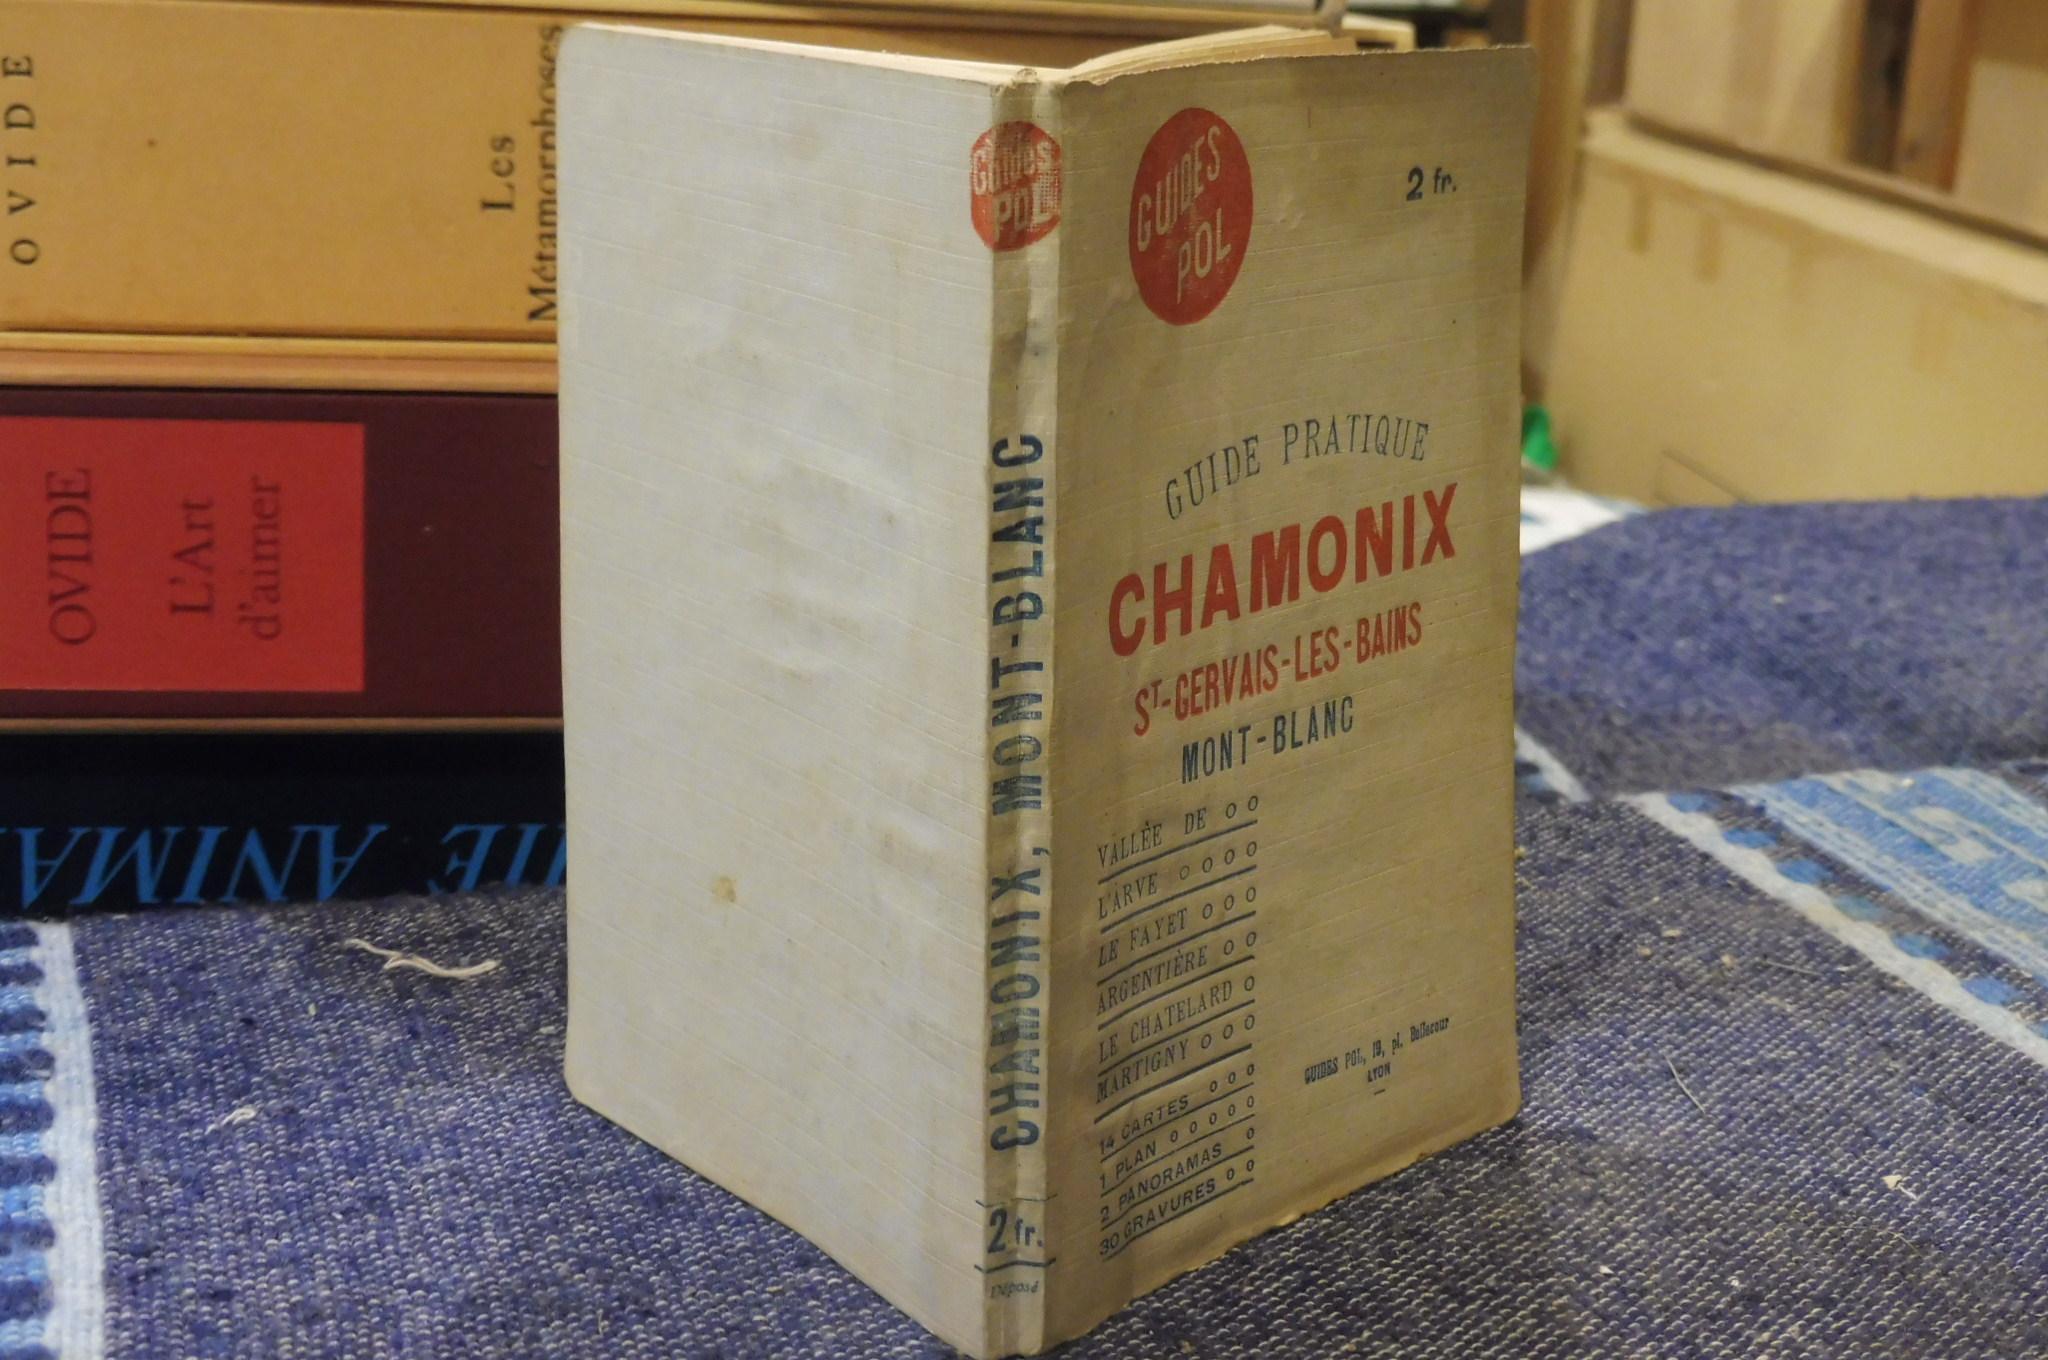 OVIDE
Les
Métamorphoses
OVIDE
L'Art
d'aimer
Guides
POL
CHAMONIX, MONT-BLANC
2 fr.
Déposé
GUIDES
POL
2 fr.
GUIDE PRATIQUE
CHAMONIX
ST-GERVAIS-LES-BAINS
MONT-BLANC
VALLÉE DE o o
L'ARVE o o o o
LE FAYET o o o
ARGENTIÈRE o o
LE CHATELARD o
MARTIGNY o o o
14 CARTES o o o
1 PLAN o o o o o
2 PANORAMAS o
30 GRAVURES o o
GUIDES POL, 19, pl. Bellecour
LYON